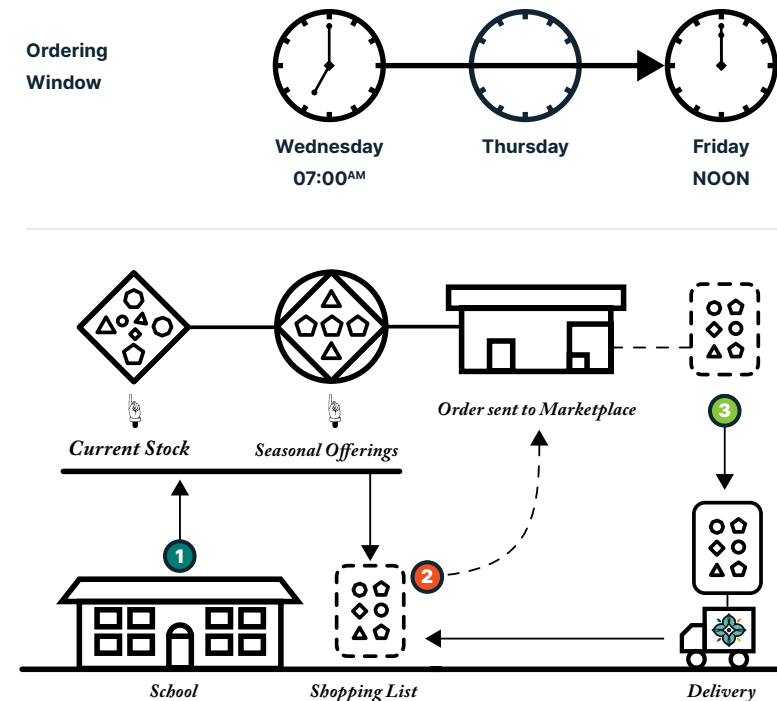 Ordering
Window
Wednesday
07:00AM
Thursday
Friday
NOON
Current Stock
Seasonal Offerings
Order sent to Marketplace
3
1
2
School
Shopping List
Delivery